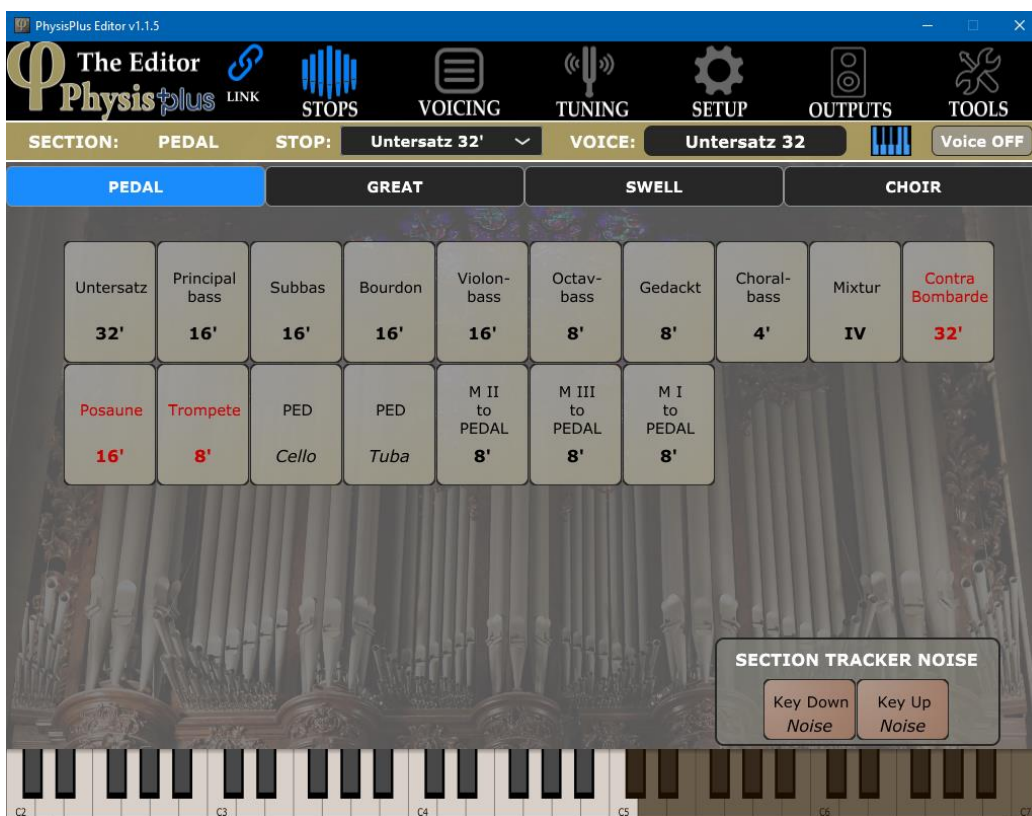 PhysisPlus Editor v1.1.5
The Editor
Physis plus
LINK
STOPS
VOICING
TUNING
SETUP
OUTPUTS
TOOLS
SECTION: PEDAL STOP: Untersatz 32' VOICE: Untersatz 32 Voice OFF
PEDAL GREAT SWELL CHOIR
Untersatz
32'
Principal
bass
16'
Subbas
16'
Bourdon
16'
Violon-
bass
16'
Octav-
bass
8'
Gedackt
8'
Choral-
bass
4'
Mixtur
IV
Contra
Bombarde
32'
Posaune
16'
Trompete
8'
PED
Cello
PED
Tuba
M II
to
PEDAL
8'
M III
to
PEDAL
8'
M I
to
PEDAL
8'
SECTION TRACKER NOISE
Key Down
Noise
Key Up
Noise
C2 C3 C4 C5 C6 C7